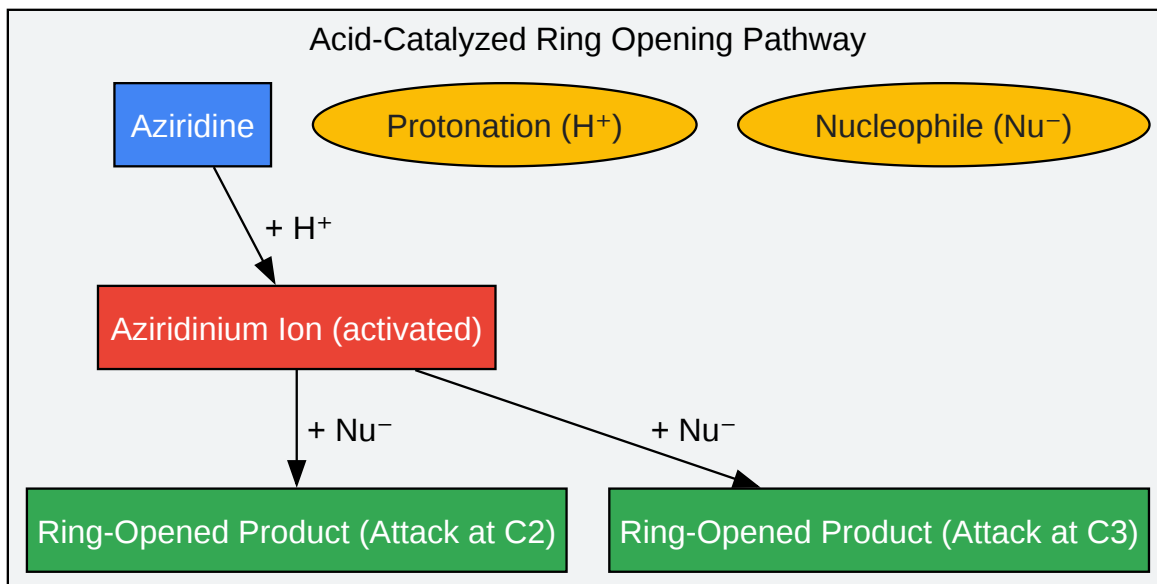 Acid-Catalyzed Ring Opening Pathway
Aziridine
Protonation (H⁺)
Nucleophile (Nu⁻)
+ H⁺
Aziridinium Ion (activated)
+ Nu⁻
+ Nu⁻
Ring-Opened Product (Attack at C2)
Ring-Opened Product (Attack at C3)